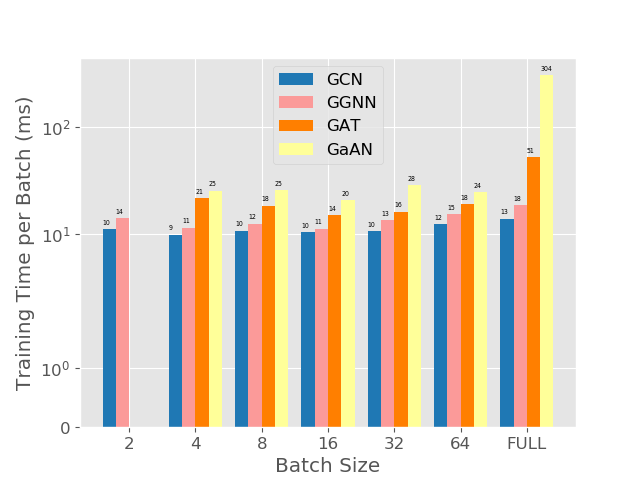 GCN
GGNN
GAT
GaAN
Training Time per Batch (ms)
10²
10¹
10⁰
0
10 14
9 11 21 25
10 12 18 25
10 11 14 20
10 13 16 28
12 15 18 24
13 18 51 304
2 4 8 16 32 64 FULL
Batch Size